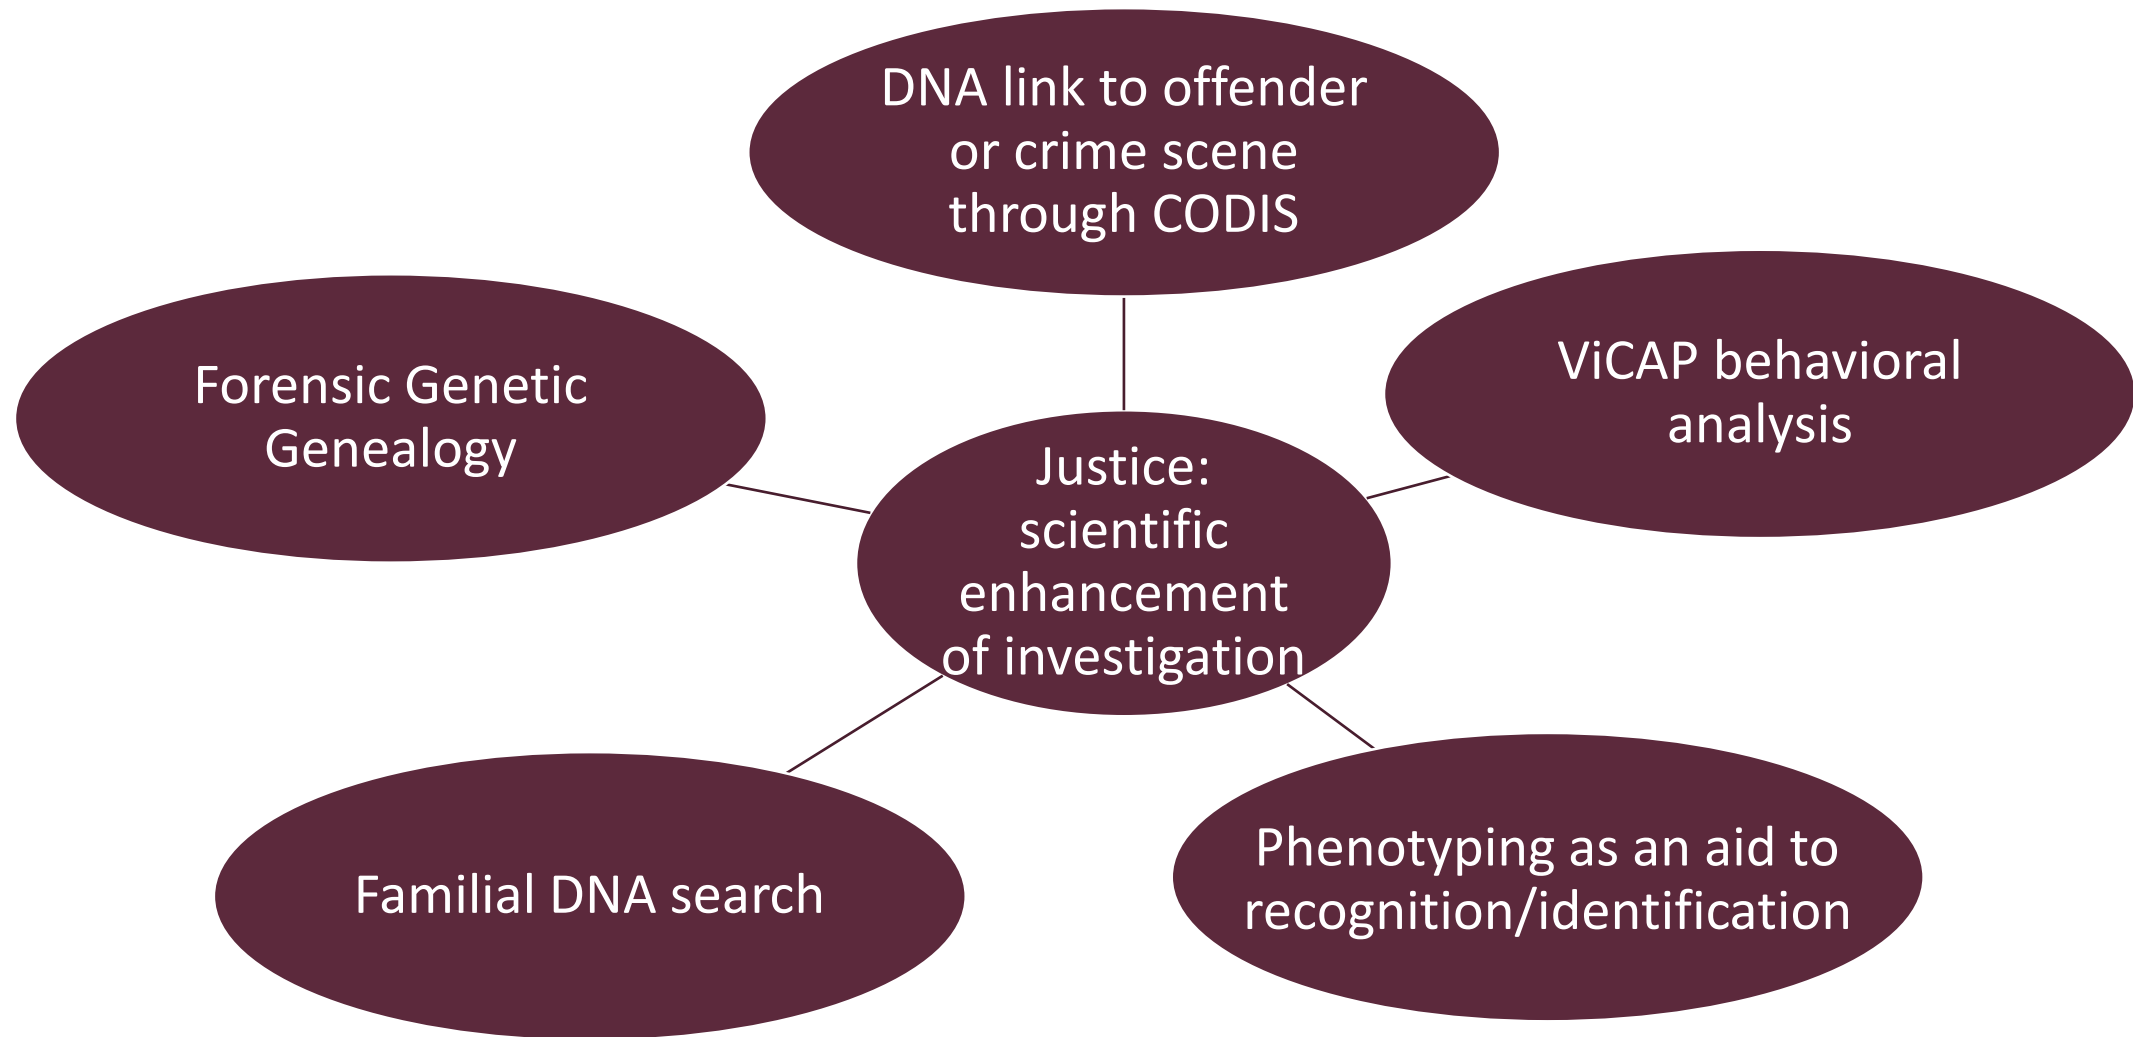 DNA link to offender
or crime scene
through CODIS
ViCAP behavioral
analysis
Forensic Genetic
Genealogy
Justice:
scientific
enhancement
of investigation
Phenotyping as an aid to
recognition/identification
Familial DNA search